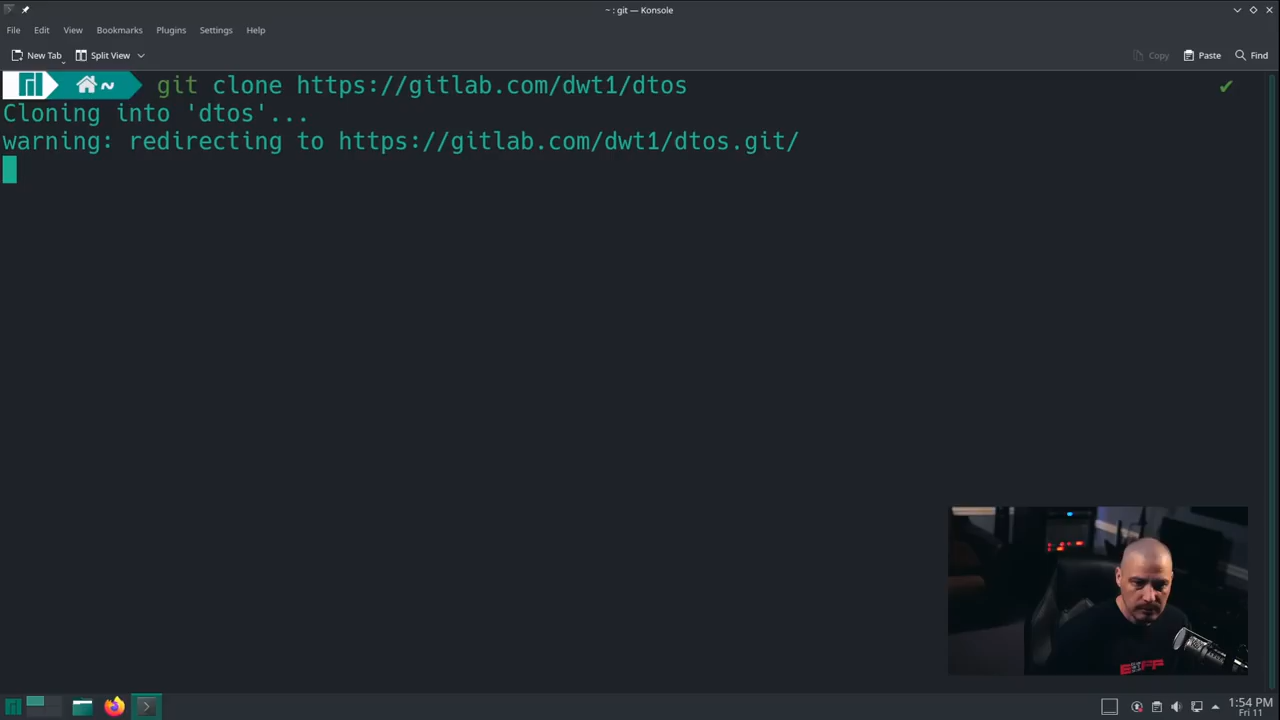 ~ : git — Konsole
File Edit View Bookmarks Plugins Settings Help
New Tab Split View Copy Paste Find
~ git clone https://gitlab.com/dwt1/dtos
Cloning into 'dtos'...
warning: redirecting to https://gitlab.com/dwt1/dtos.git/
1:54 PM
Fri 11